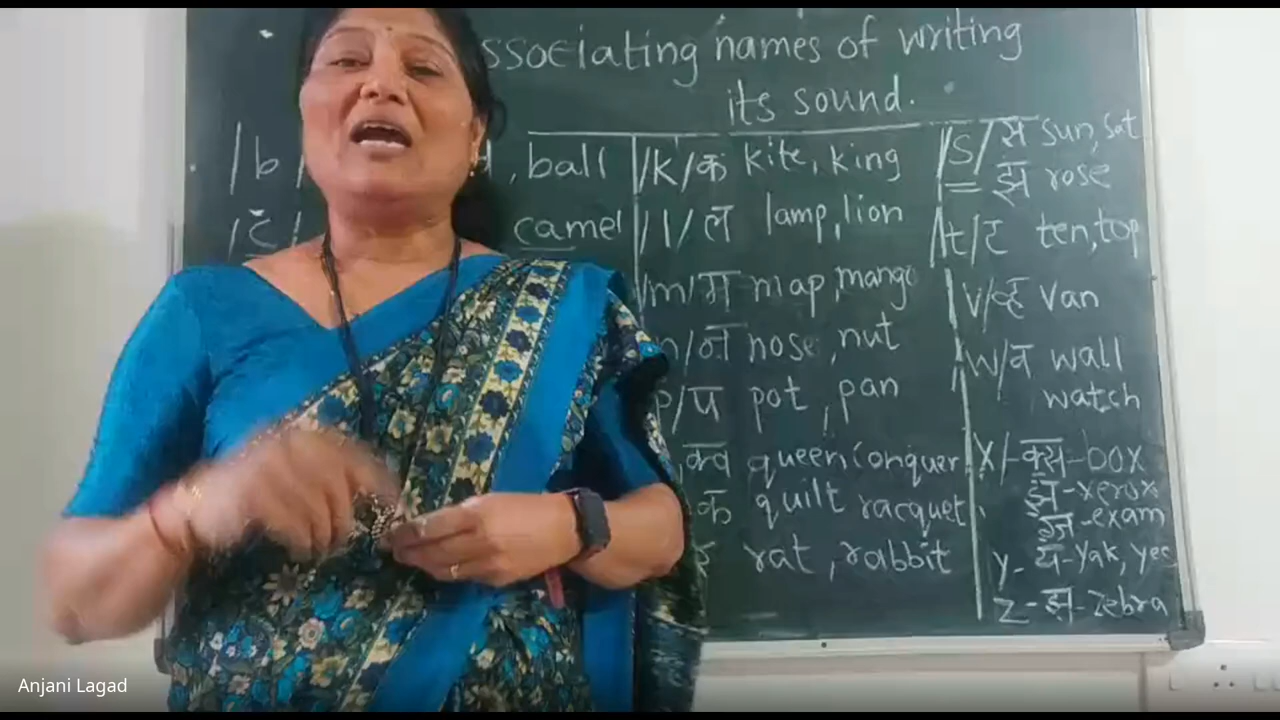 ssociating names of writing
its sound.
/b/ , ball
/c/ camel
/k/क kite, king
/l/ल lamp, lion
/m/म map, mango
/न nose, nut
p/प pot, pan
क्व queen conquer
क quilt racquet
र rat, rabbit
/s/ स sun, sat
झ rose
/t/ट ten, top
v/व्ह van
w/व wall
watch
x/-क्स-box
झ-xerox
ग्ज-exam
y-य-yak, yes
z-झ-zebra
Anjani Lagad